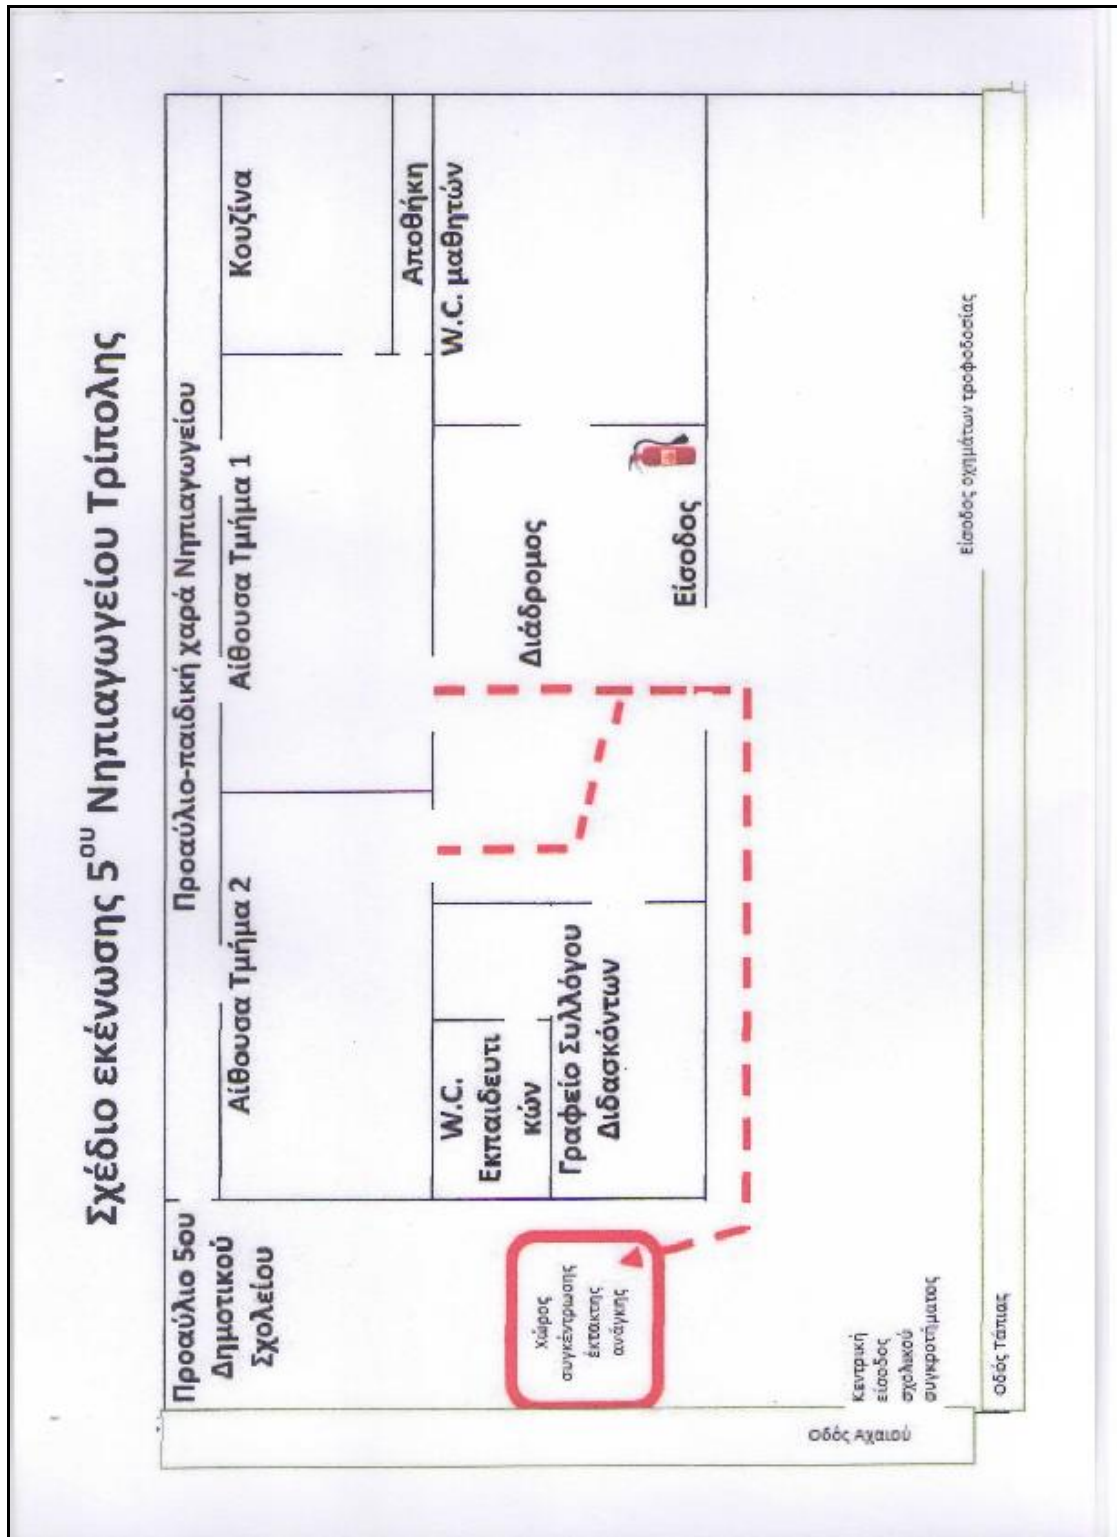 Σχέδιο εκένωσης 5ου Νηπιαγωγείου Τρίπολης
Προαύλιο 5ου
Δημοτικού
Σχολείου
Προαύλιο-παιδική χαρά Νηπιαγωγείου
Αίθουσα Τμήμα 2
Αίθουσα Τμήμα 1
Κουζίνα
Αποθήκη
W.C.
Εκπαιδευτι
κών
W.C. μαθητών
Γραφείο Συλλόγου
Διδασκόντων
Διάδρομος
Είσοδος
Χώρος
συγκέντρωσης
έκτακτης
ανάγκης
Κεντρική
είσοδος
σχολικού
συγκροτήματος
Είσοδος οχημάτων τροφοδοσίας
Οδός Αχαιού
Οδός Τάπιας